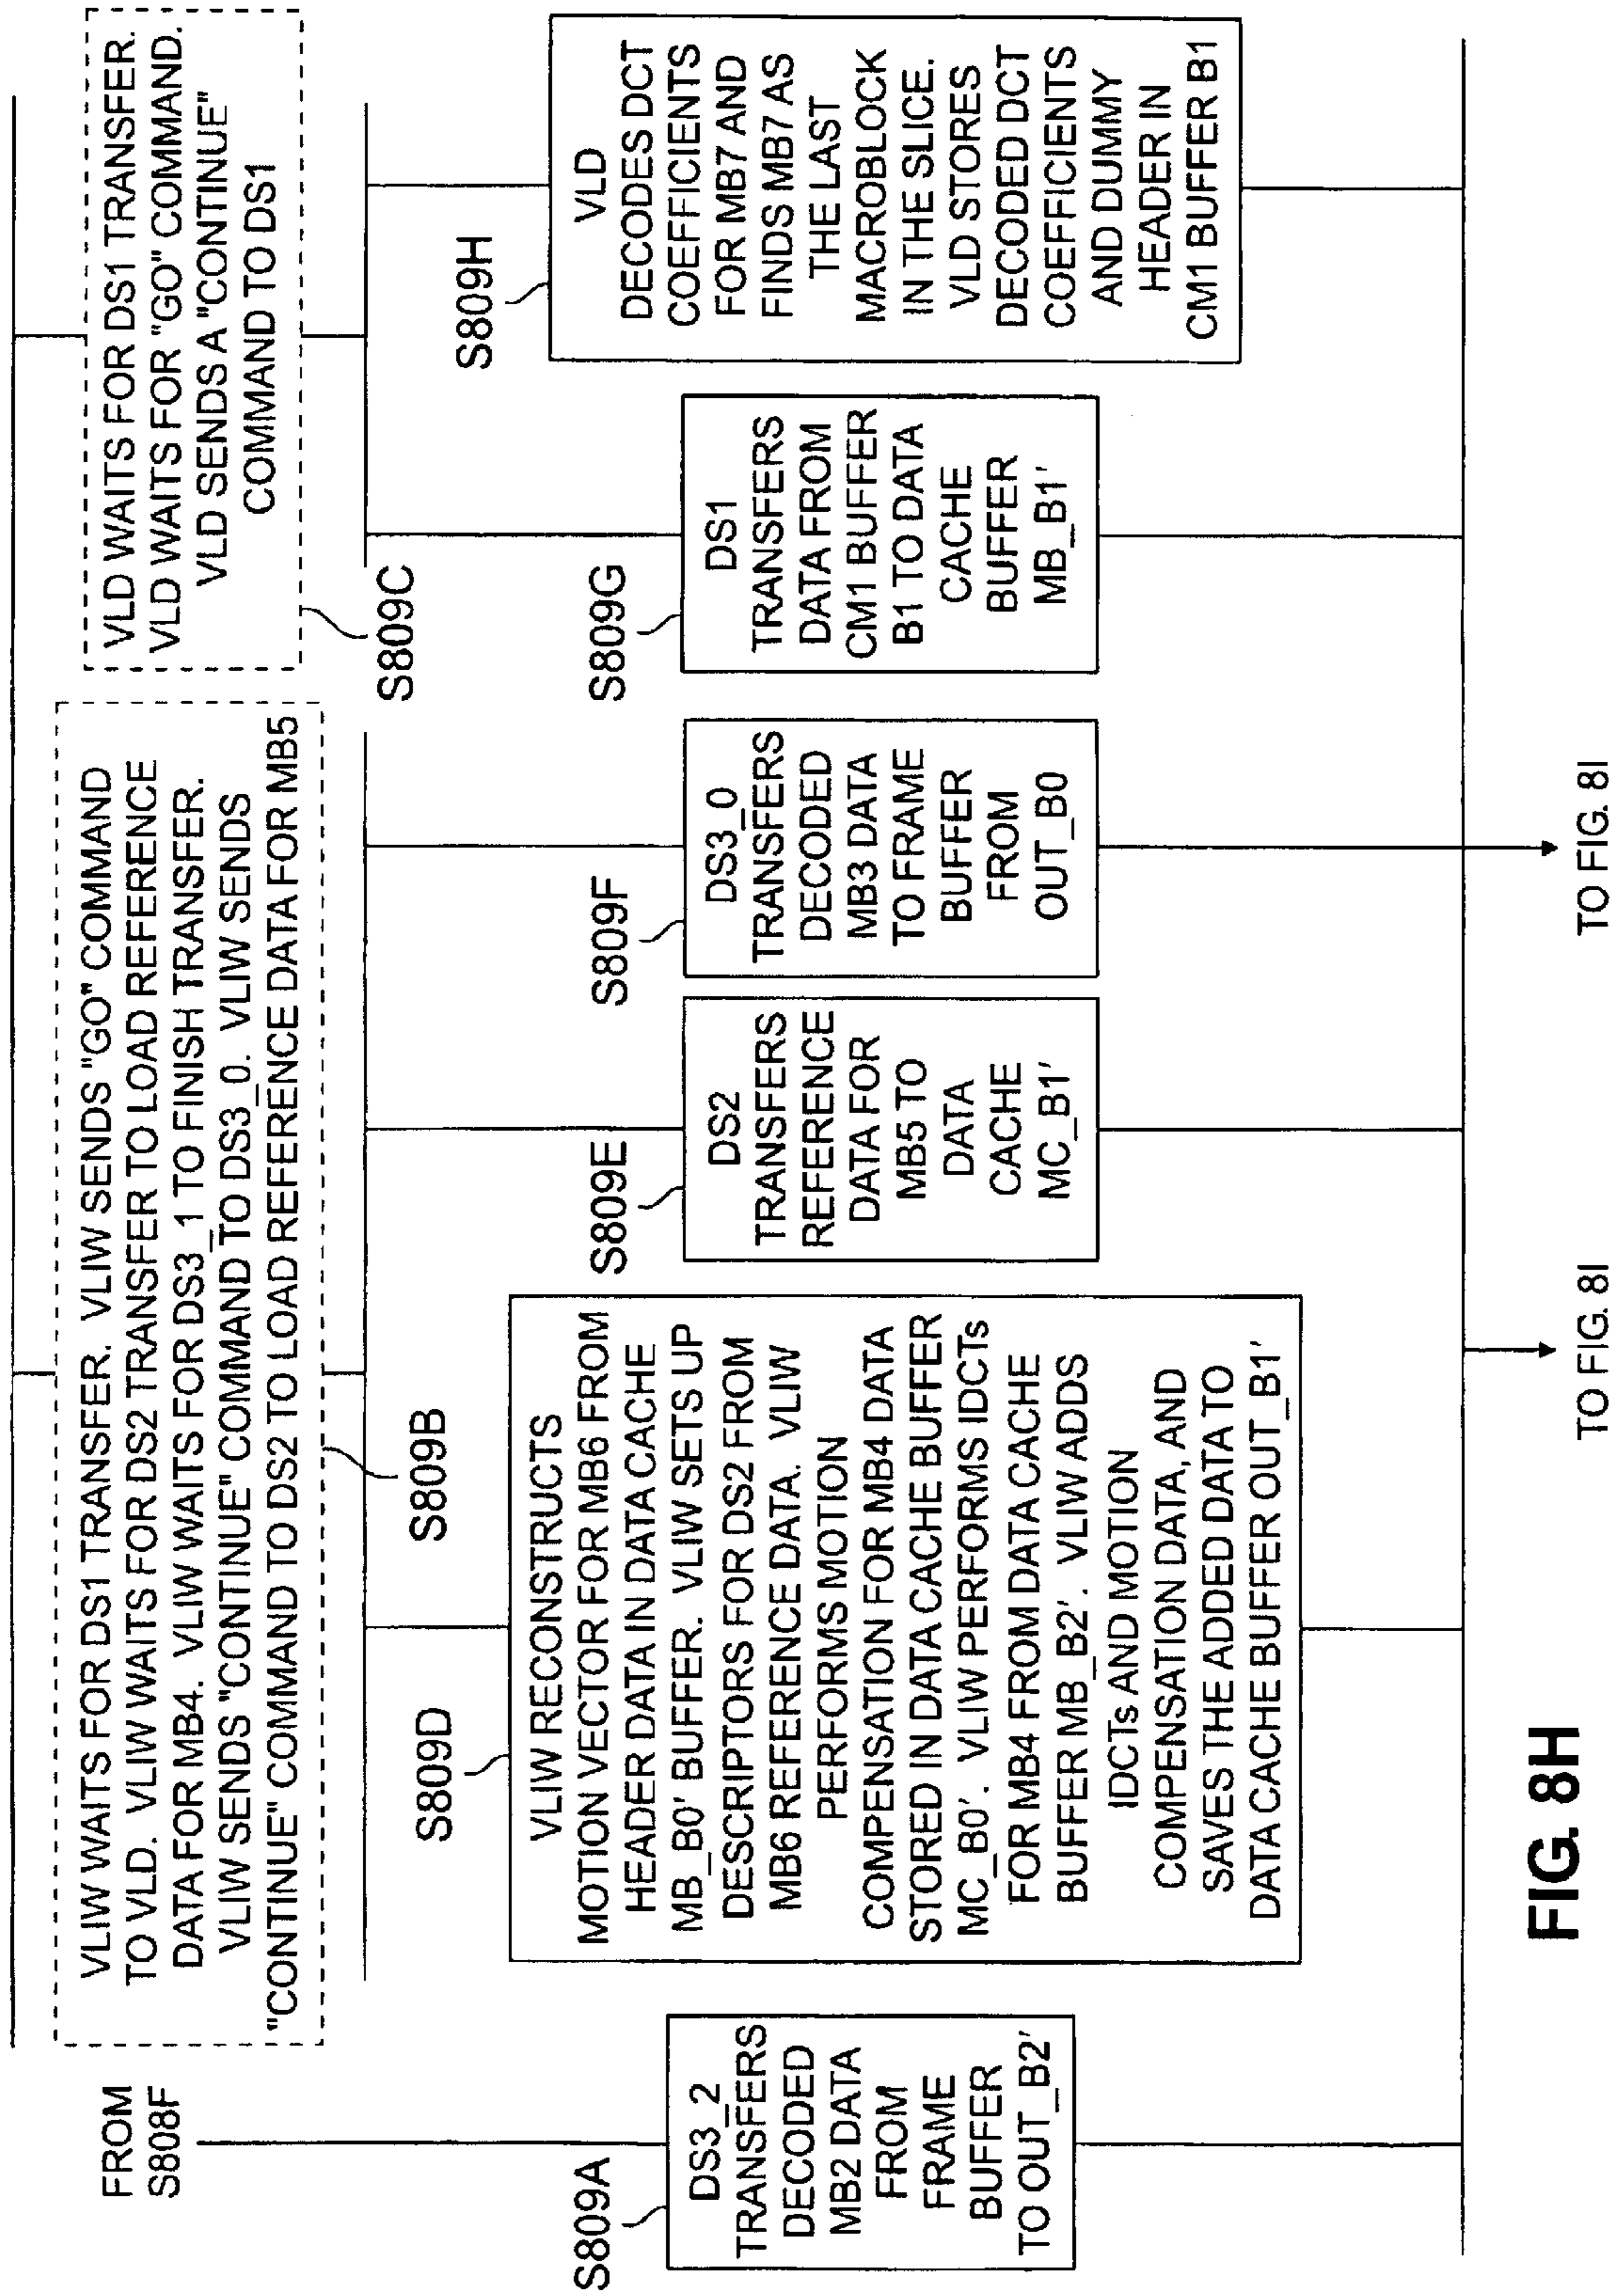 FROM
S808F
VLIW WAITS FOR DS1 TRANSFER. VLIW SENDS "GO" COMMAND
TO VLD. VLIW WAITS FOR DS2 TRANSFER TO LOAD REFERENCE
DATA FOR MB4. VLIW WAITS FOR DS3_1 TO FINISH TRANSFER.
VLIW SENDS "CONTINUE" COMMAND TO DS3_0. VLIW SENDS
"CONTINUE" COMMAND TO DS2 TO LOAD REFERENCE DATA FOR MB5
S809B
VLD WAITS FOR DS1 TRANSFER.
VLD WAITS FOR "GO" COMMAND.
VLD SENDS A "CONTINUE"
COMMAND TO DS1
S809C
S809A
DS3_2
TRANSFERS
DECODED
MB2 DATA
FROM
FRAME
BUFFER
TO OUT_B2'
S809D
VLIW RECONSTRUCTS
MOTION VECTOR FOR MB6 FROM
HEADER DATA IN DATA CACHE
MB_B0' BUFFER. VLIW SETS UP
DESCRIPTORS FOR DS2 FROM
MB6 REFERENCE DATA. VLIW
PERFORMS MOTION
COMPENSATION FOR MB4 DATA
STORED IN DATA CACHE BUFFER
MC_B0'. VLIW PERFORMS IDCTs
FOR MB4 FROM DATA CACHE
BUFFER MB_B2'. VLIW ADDS
IDCTs AND MOTION
COMPENSATION DATA, AND
SAVES THE ADDED DATA TO
DATA CACHE BUFFER OUT_B1'
S809E
DS2
TRANSFERS
REFERENCE
DATA FOR
MB5 TO
DATA
CACHE
MC_B1'
S809F
DS3_0
TRANSFERS
DECODED
MB3 DATA
TO FRAME
BUFFER
FROM
OUT_B0
S809G
DS1
TRANSFERS
DATA FROM
CM1 BUFFER
B1 TO DATA
CACHE
BUFFER
MB_B1'
S809H
VLD
DECODES DCT
COEFFICIENTS
FOR MB7 AND
FINDS MB7 AS
THE LAST
MACROBLOCK
IN THE SLICE.
VLD STORES
DECODED DCT
COEFFICIENTS
AND DUMMY
HEADER IN
CM1 BUFFER B1
TO FIG. 8I
TO FIG. 8I
FIG. 8H